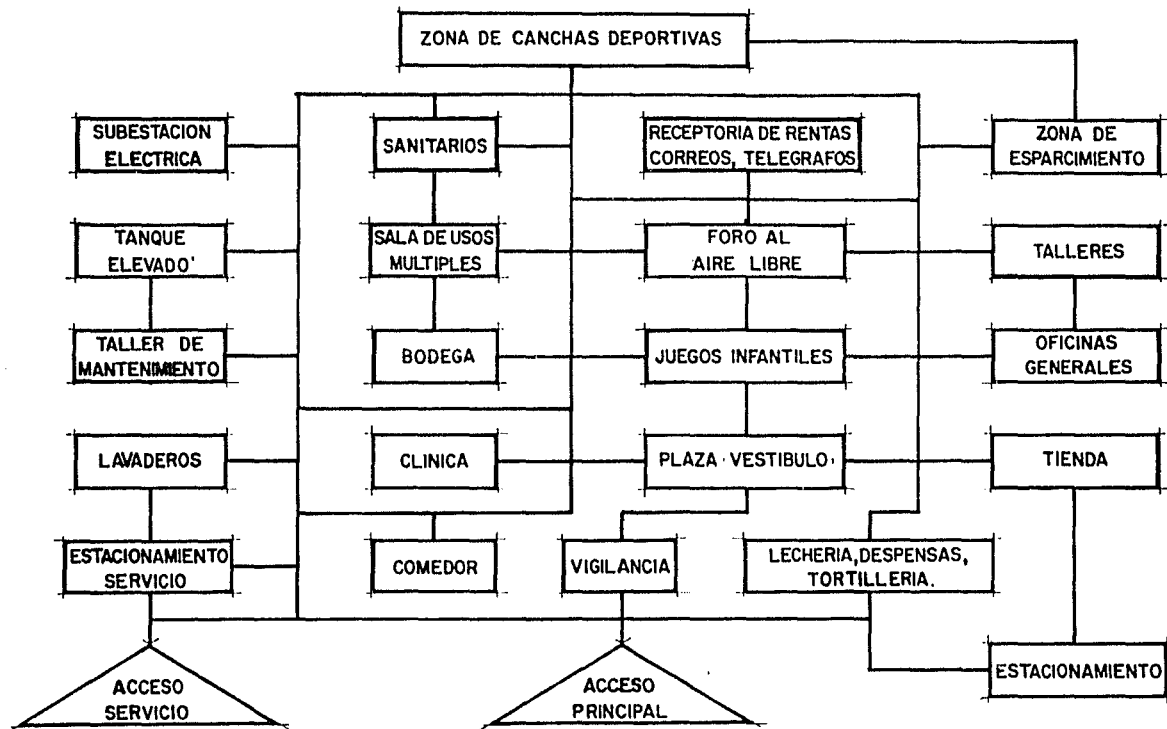 ZONA DE CANCHAS DEPORTIVAS
SUBESTACION
ELECTRICA
SANITARIOS
RECEPTORIA DE RENTAS
CORREOS, TELEGRAFOS
ZONA DE
ESPARCIMIENTO
TANQUE
ELEVADO'
SALA DE USOS
MULTIPLES
FORO AL
AIRE LIBRE
TALLERES
TALLER DE
MANTENIMIENTO
BODEGA
JUEGOS INFANTILES
OFICINAS
GENERALES
LAVADEROS
CLINICA
PLAZA · VESTIBULO ·
TIENDA
ESTACIONAMIENTO
SERVICIO
COMEDOR
VIGILANCIA
LECHERIA, DESPENSAS,
TORTILLERIA.
ESTACIONAMIENTO
ACCESO
SERVICIO
ACCESO
PRINCIPAL